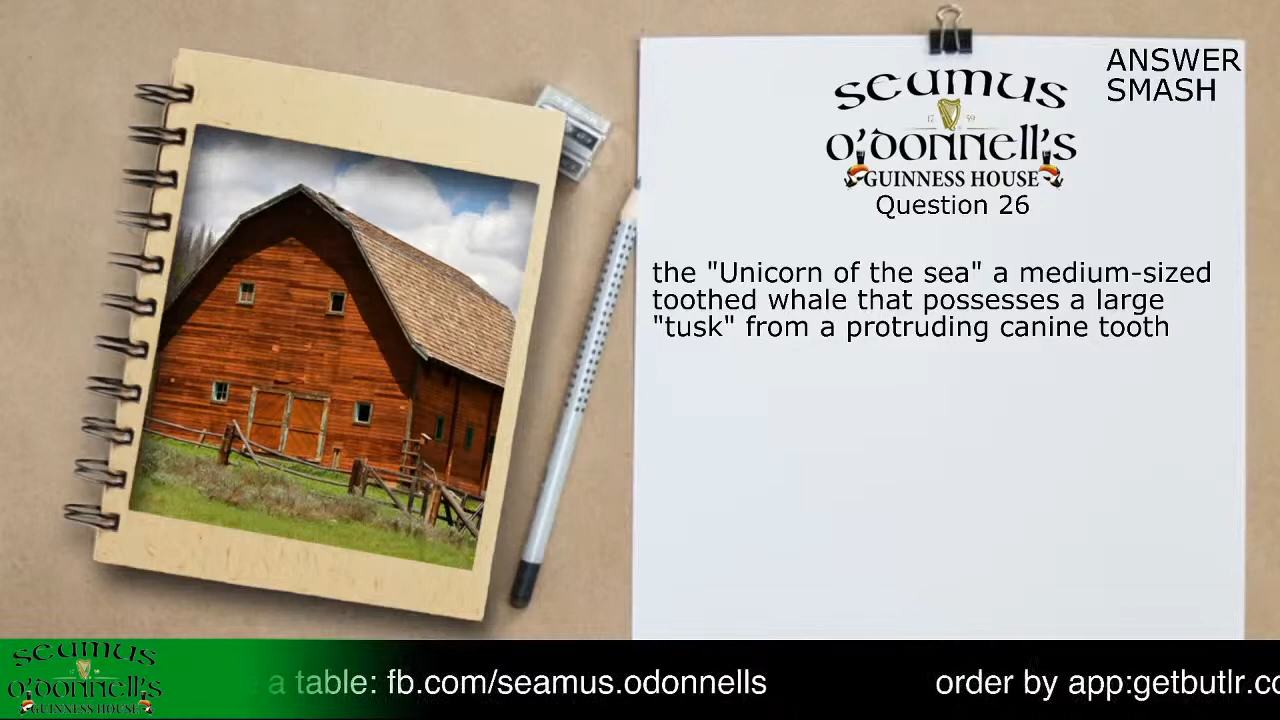 ANSWER
SMASH
seamus
17 59
o'donnell's
GUINNESS HOUSE
Question 26
the "Unicorn of the sea" a medium-sized
toothed whale that possesses a large
"tusk" from a protruding canine tooth
seamus
o'donnell's
GUINNESS HOUSE
a table: fb.com/seamus.odonnells
order by app:getbutlr.co